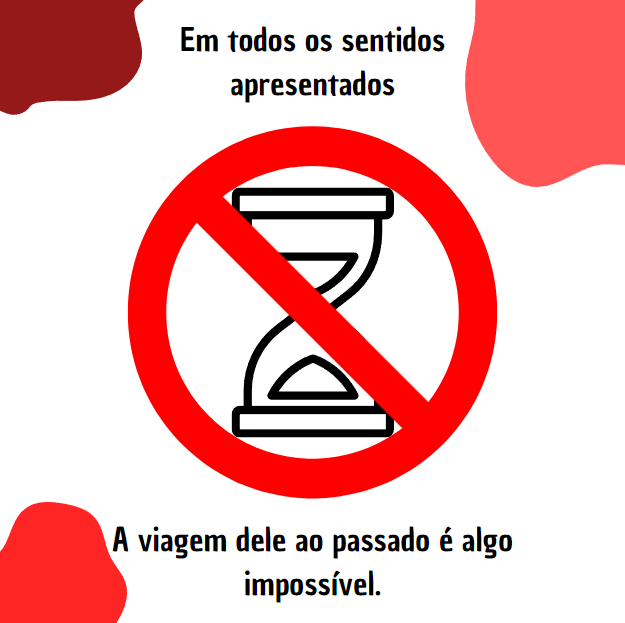 Em todos os sentidos
apresentados
A viagem dele ao passado é algo
impossível.